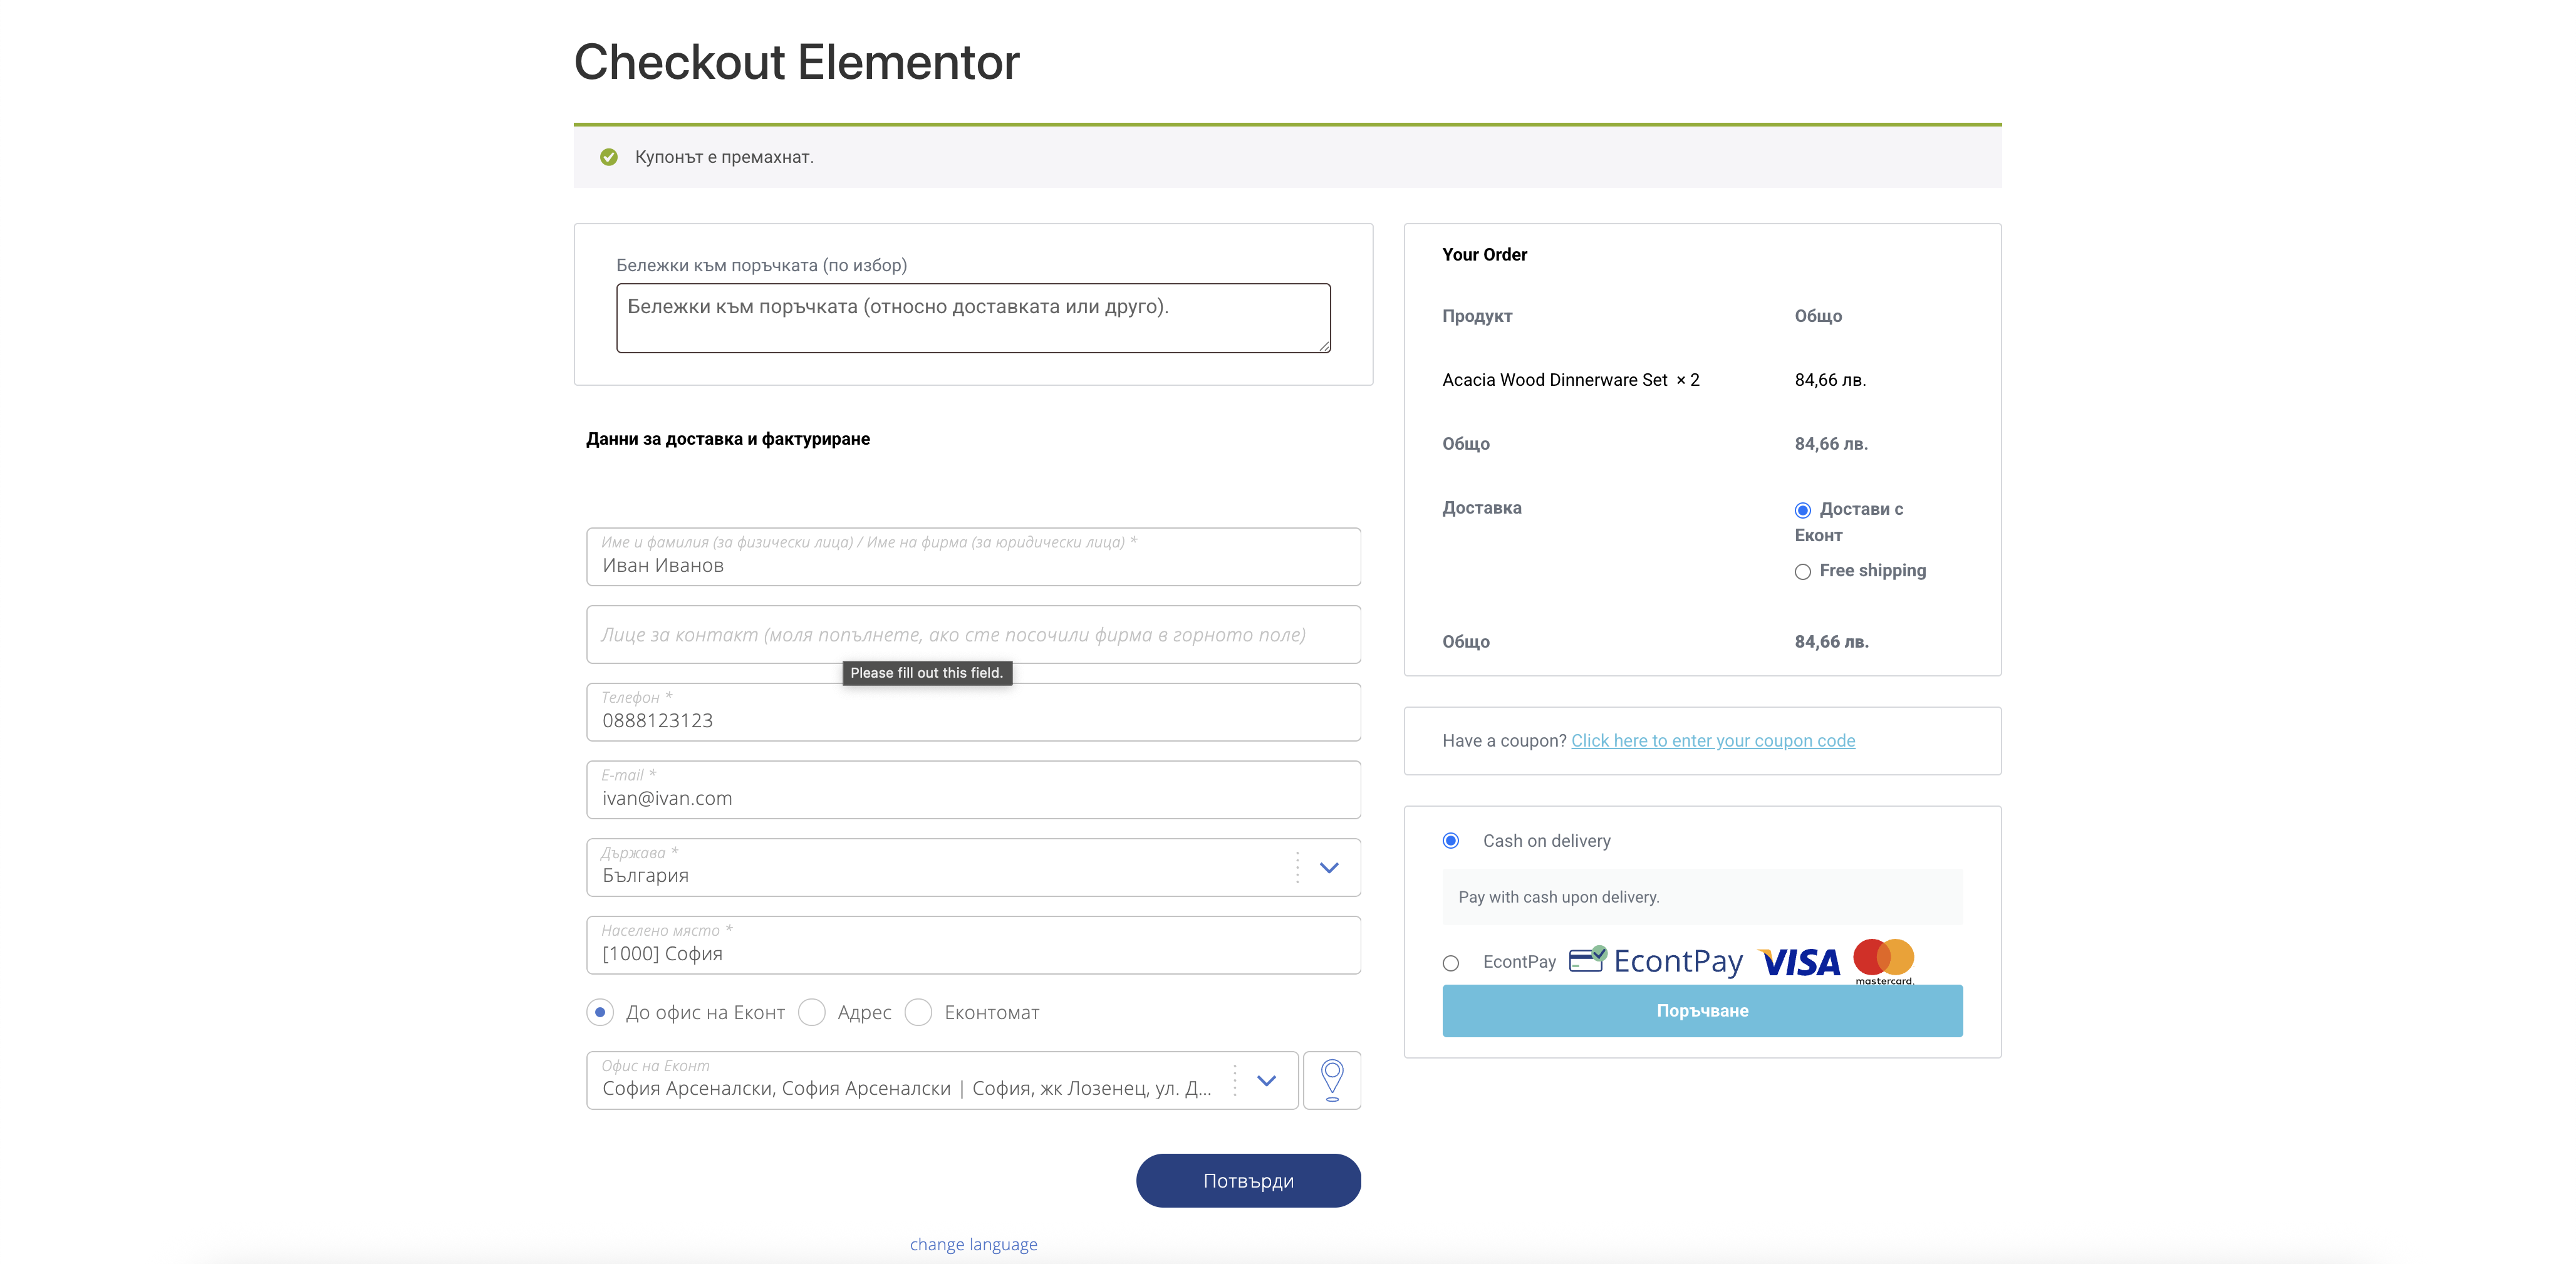 Checkout Elementor
Купонът е премахнат.
Бележки към поръчката (по избор)
Бележки към поръчката (относно доставката или друго).
Данни за доставка и фактуриране
Име и фамилия (за физически лица) / Име на фирма (за юридически лица) *
Иван Иванов
Лице за контакт (моля попълнете, ако сте посочили фирма в горното поле)
Please fill out this field.
Телефон *
0888123123
E-mail *
ivan@ivan.com
Държава *
България
Населено място *
[1000] София
До офис на Еконт Адрес Еконтомат
Офис на Еконт
София Арсеналски, София Арсеналски | София, жк Лозенец, ул. Д...
Потвърди
change language
Your Order
Продукт Общо
Acacia Wood Dinnerware Set × 2 84,66 лв.
Общо 84,66 лв.
Доставка Достави с
Еконт
Free shipping
Общо 84,66 лв.
Have a coupon? Click here to enter your coupon code
Cash on delivery
Pay with cash upon delivery.
EcontPay EcontPay VISA mastercard.
Поръчване